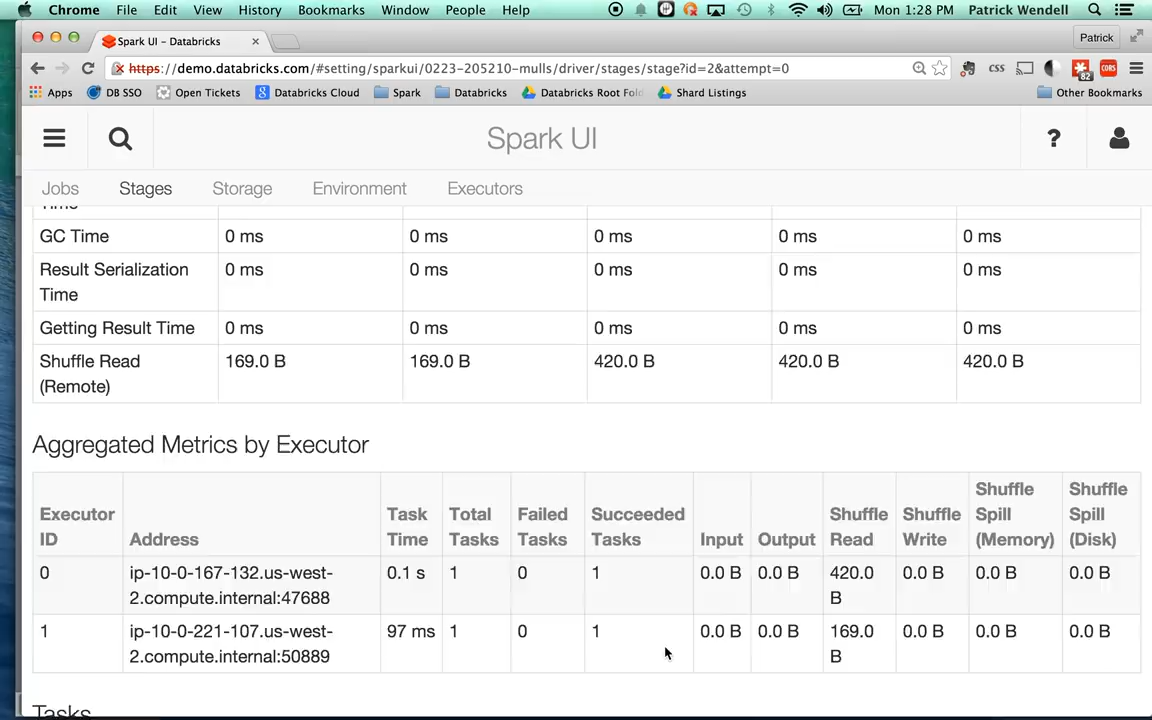 Chrome File Edit View History Bookmarks Window People Help Mon 1:28 PM Patrick Wendell
Spark UI - Databricks × Patrick
https://demo.databricks.com/#setting/sparkui/0223-205210-mulls/driver/stages/stage?id=2&attempt=0 CSS 82 CORS
Apps DB SSO Open Tickets Databricks Cloud Spark Databricks Databricks Root Fold Shard Listings Other Bookmarks
Spark UI ?
Jobs Stages Storage Environment Executors
Time
GC Time 0 ms 0 ms 0 ms 0 ms 0 ms
Result Serialization 0 ms 0 ms 0 ms 0 ms 0 ms
Time
Getting Result Time 0 ms 0 ms 0 ms 0 ms 0 ms
Shuffle Read 169.0 B 169.0 B 420.0 B 420.0 B 420.0 B
(Remote)
Aggregated Metrics by Executor
Executor ID Address Task Time Total Tasks Failed Tasks Succeeded Tasks Input Output Shuffle Read Shuffle Write Shuffle Spill (Memory) Shuffle Spill (Disk)
0 ip-10-0-167-132.us-west- 0.1 s 1 0 1 0.0 B 0.0 B 420.0 0.0 B 0.0 B 0.0 B
2.compute.internal:47688 B
1 ip-10-0-221-107.us-west- 97 ms 1 0 1 0.0 B 0.0 B 169.0 0.0 B 0.0 B 0.0 B
2.compute.internal:50889 B
Tasks